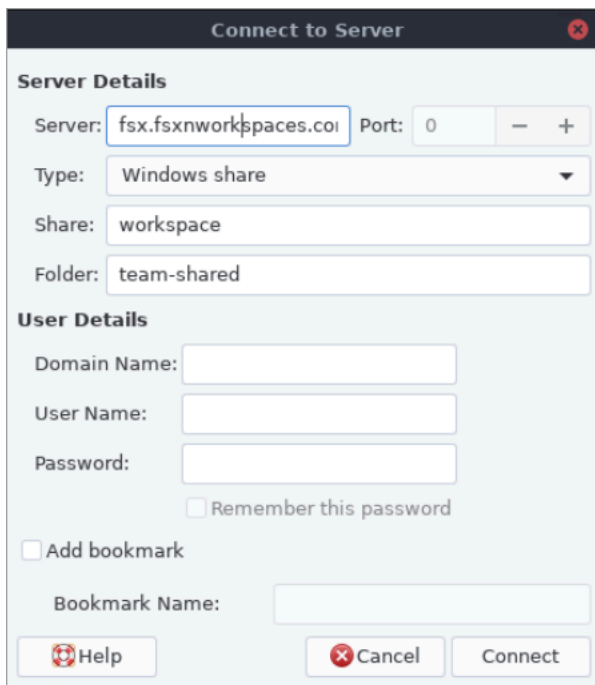 Connect to Server
Server Details
Server: fsx.fsxnworkspaces.co Port: 0 − +
Type: Windows share
Share: workspace
Folder: team-shared
User Details
Domain Name:
User Name:
Password:
Remember this password
Add bookmark
Bookmark Name:
Help Cancel Connect